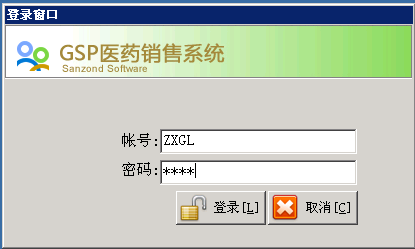 登录窗口
GSP医药销售系统
Sanzond Software
帐号:ZXGL
密码:****
登录[L] 取消[C]